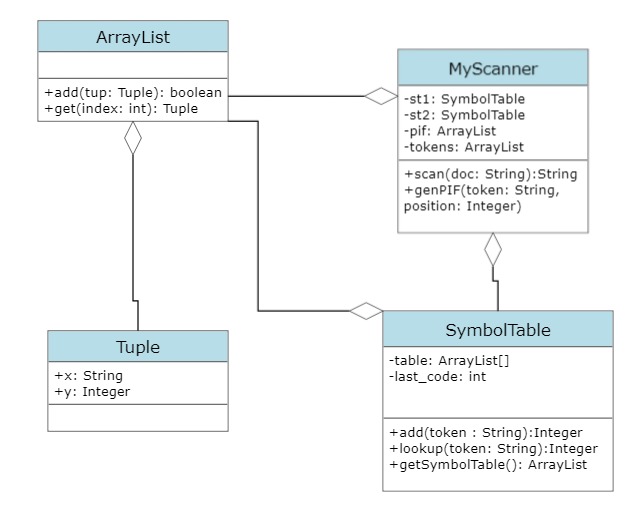 ArrayList
+add(tup: Tuple): boolean
+get(index: int): Tuple
MyScanner
-st1: SymbolTable
-st2: SymbolTable
-pif: ArrayList
-tokens: ArrayList
+scan(doc: String):String
+genPIF(token: String,
position: Integer)
Tuple
+x: String
+y: Integer
SymbolTable
-table: ArrayList[]
-last_code: int
+add(token : String):Integer
+lookup(token: String):Integer
+getSymbolTable(): ArrayList